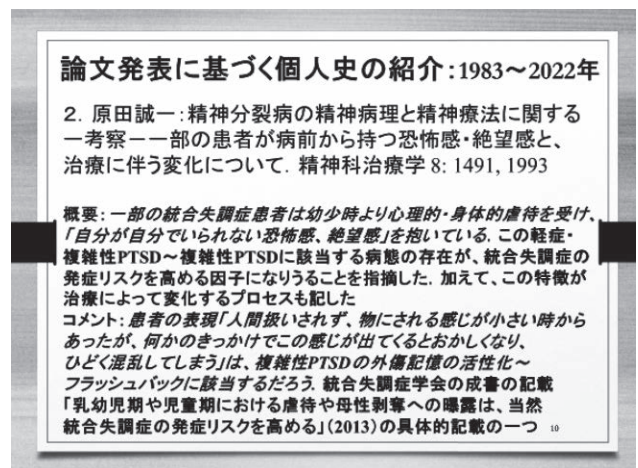 論文発表に基づく個人史の紹介：1983～2022年
２．原田誠一：精神分裂病の精神病理と精神療法に関する
一考察－一部の患者が病前から持つ恐怖感・絶望感と、
治療に伴う変化について．精神科治療学 8: 1491, 1993
概要：一部の統合失調症患者は幼少時より心理的・身体的虐待を受け、
「自分が自分でいられない恐怖感、絶望感」を抱いている．この軽症・
複雑性PTSD～複雑性PTSDに該当する病態の存在が、統合失調症の
発症リスクを高める因子になりうることを指摘した．加えて、この特徴が
治療によって変化するプロセスも記した
コメント：患者の表現「人間扱いされず、物にされる感じが小さい時から
あったが、何かのきっかけでこの感じが出てくるとおかしくなり、
ひどく混乱してしまう」は、複雑性PTSDの外傷記憶の活性化～
フラッシュバックに該当するだろう．統合失調症学会の成書の記載
「乳幼児期や児童期における虐待や母性剥奪への曝露は、当然
統合失調症の発症リスクを高める」（2013）の具体的記載の一つ
10